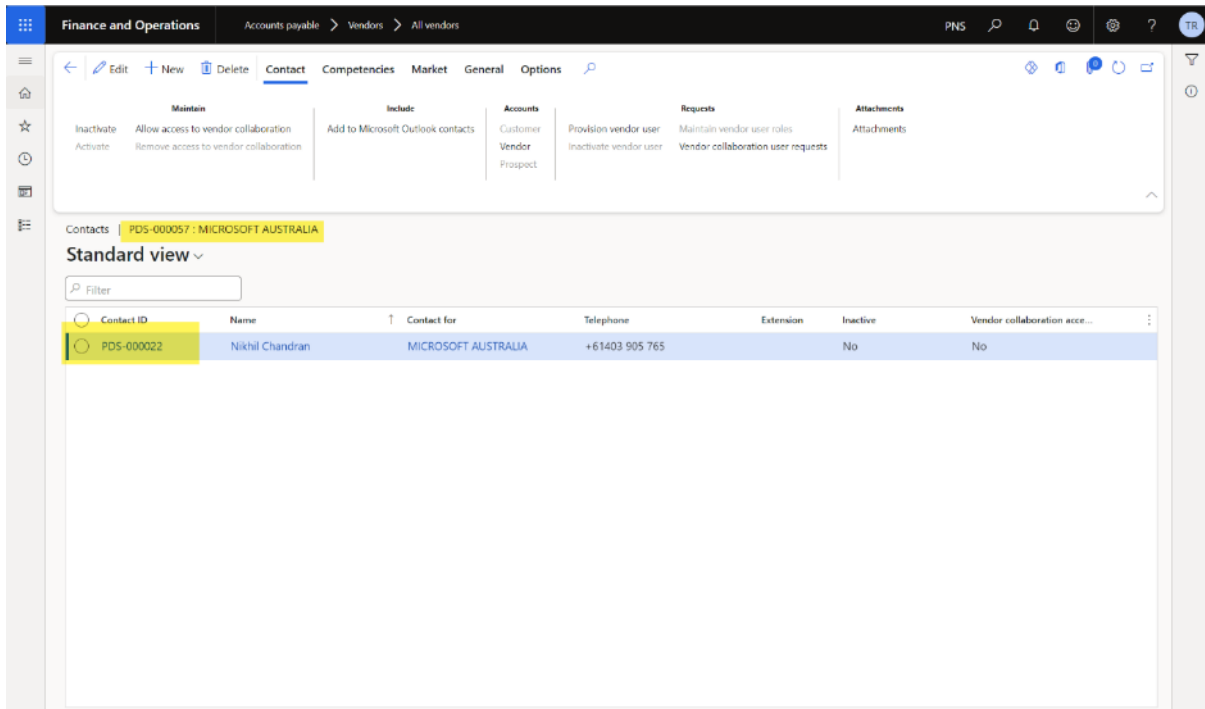 Finance and Operations Accounts payable Vendors All vendors PNS ? TR
Edit New Delete Contact Competencies Market General Options 0
Maintain Include Accounts Requests Attachments
Inactivate Allow access to vendor collaboration Add to Microsoft Outlook contacts Customer Provision vendor user Maintain vendor user roles Attachments
Activate Remove access to vendor collaboration Vendor Inactivate vendor user Vendor collaboration user requests
Prospect
Contacts | PDS-000057 : MICROSOFT AUSTRALIA
Standard view
Filter
Contact ID Name ↑ Contact for Telephone Extension Inactive Vendor collaboration acce...
PDS-000022 Nikhil Chandran MICROSOFT AUSTRALIA +61403 905 765 No No